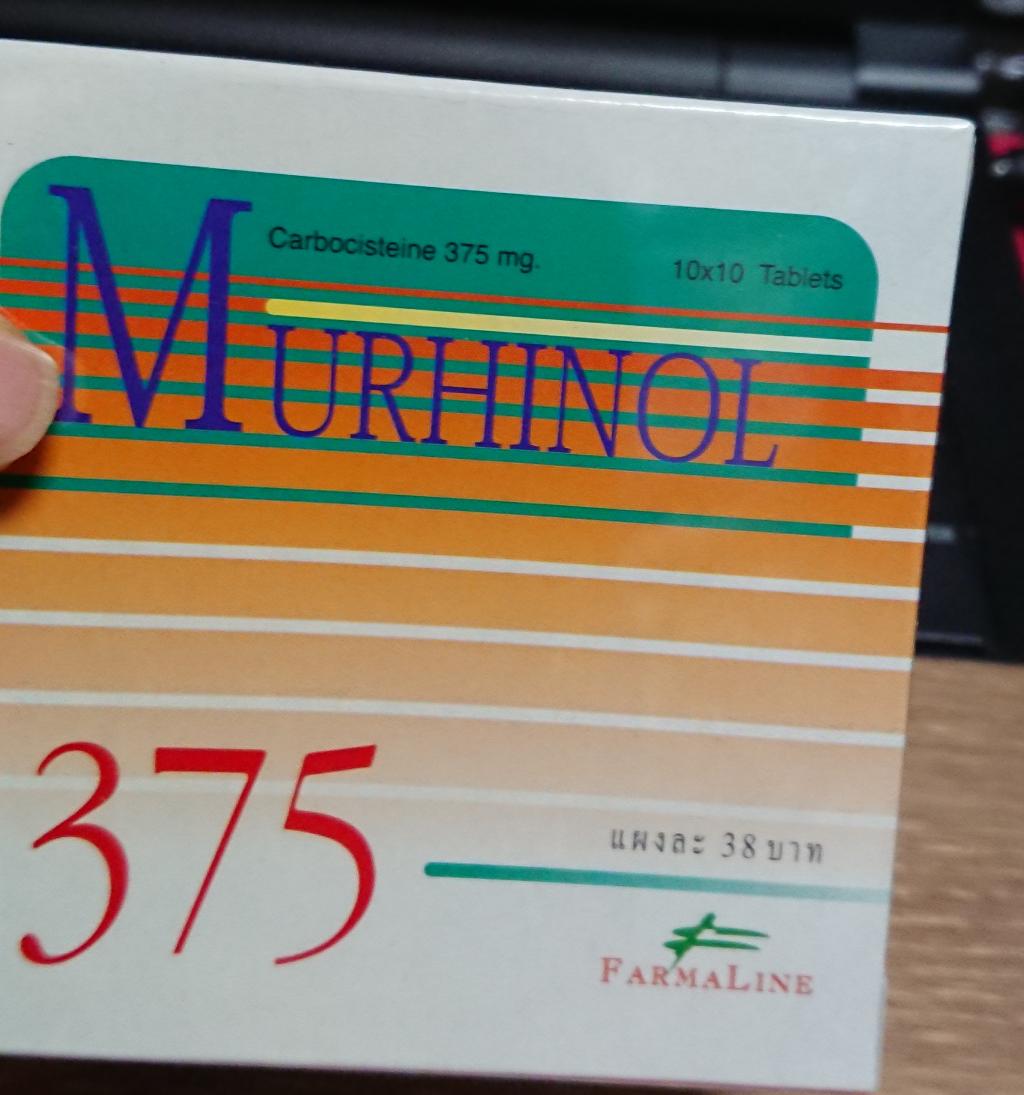 Carbocisteine 375 mg.
10x10 Tablets
MURHINOL
375
แผงละ 38 บาท
FARMALINE